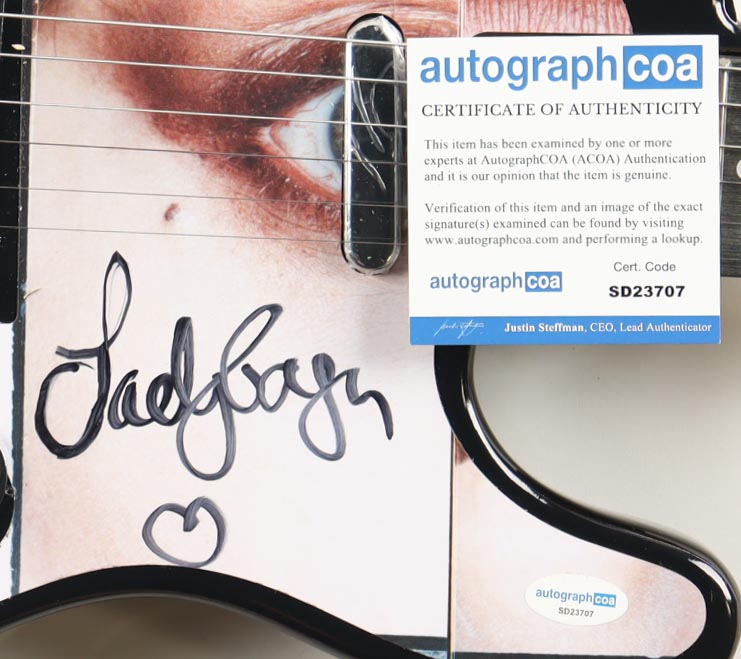 autographcoa
CERTIFICATE OF AUTHENTICITY
This item has been examined by one or more
experts at AutographCOA (ACOA) Authentication
and it is our opinion that the item is genuine.
Verification of this item and an image of the exact
signature(s) examined can be found by visiting
www.autographcoa.com and performing a lookup.
autographcoa
Cert. Code
SD23707
Justin Steffman, CEO, Lead Authenticator
autographcoa
SD23707